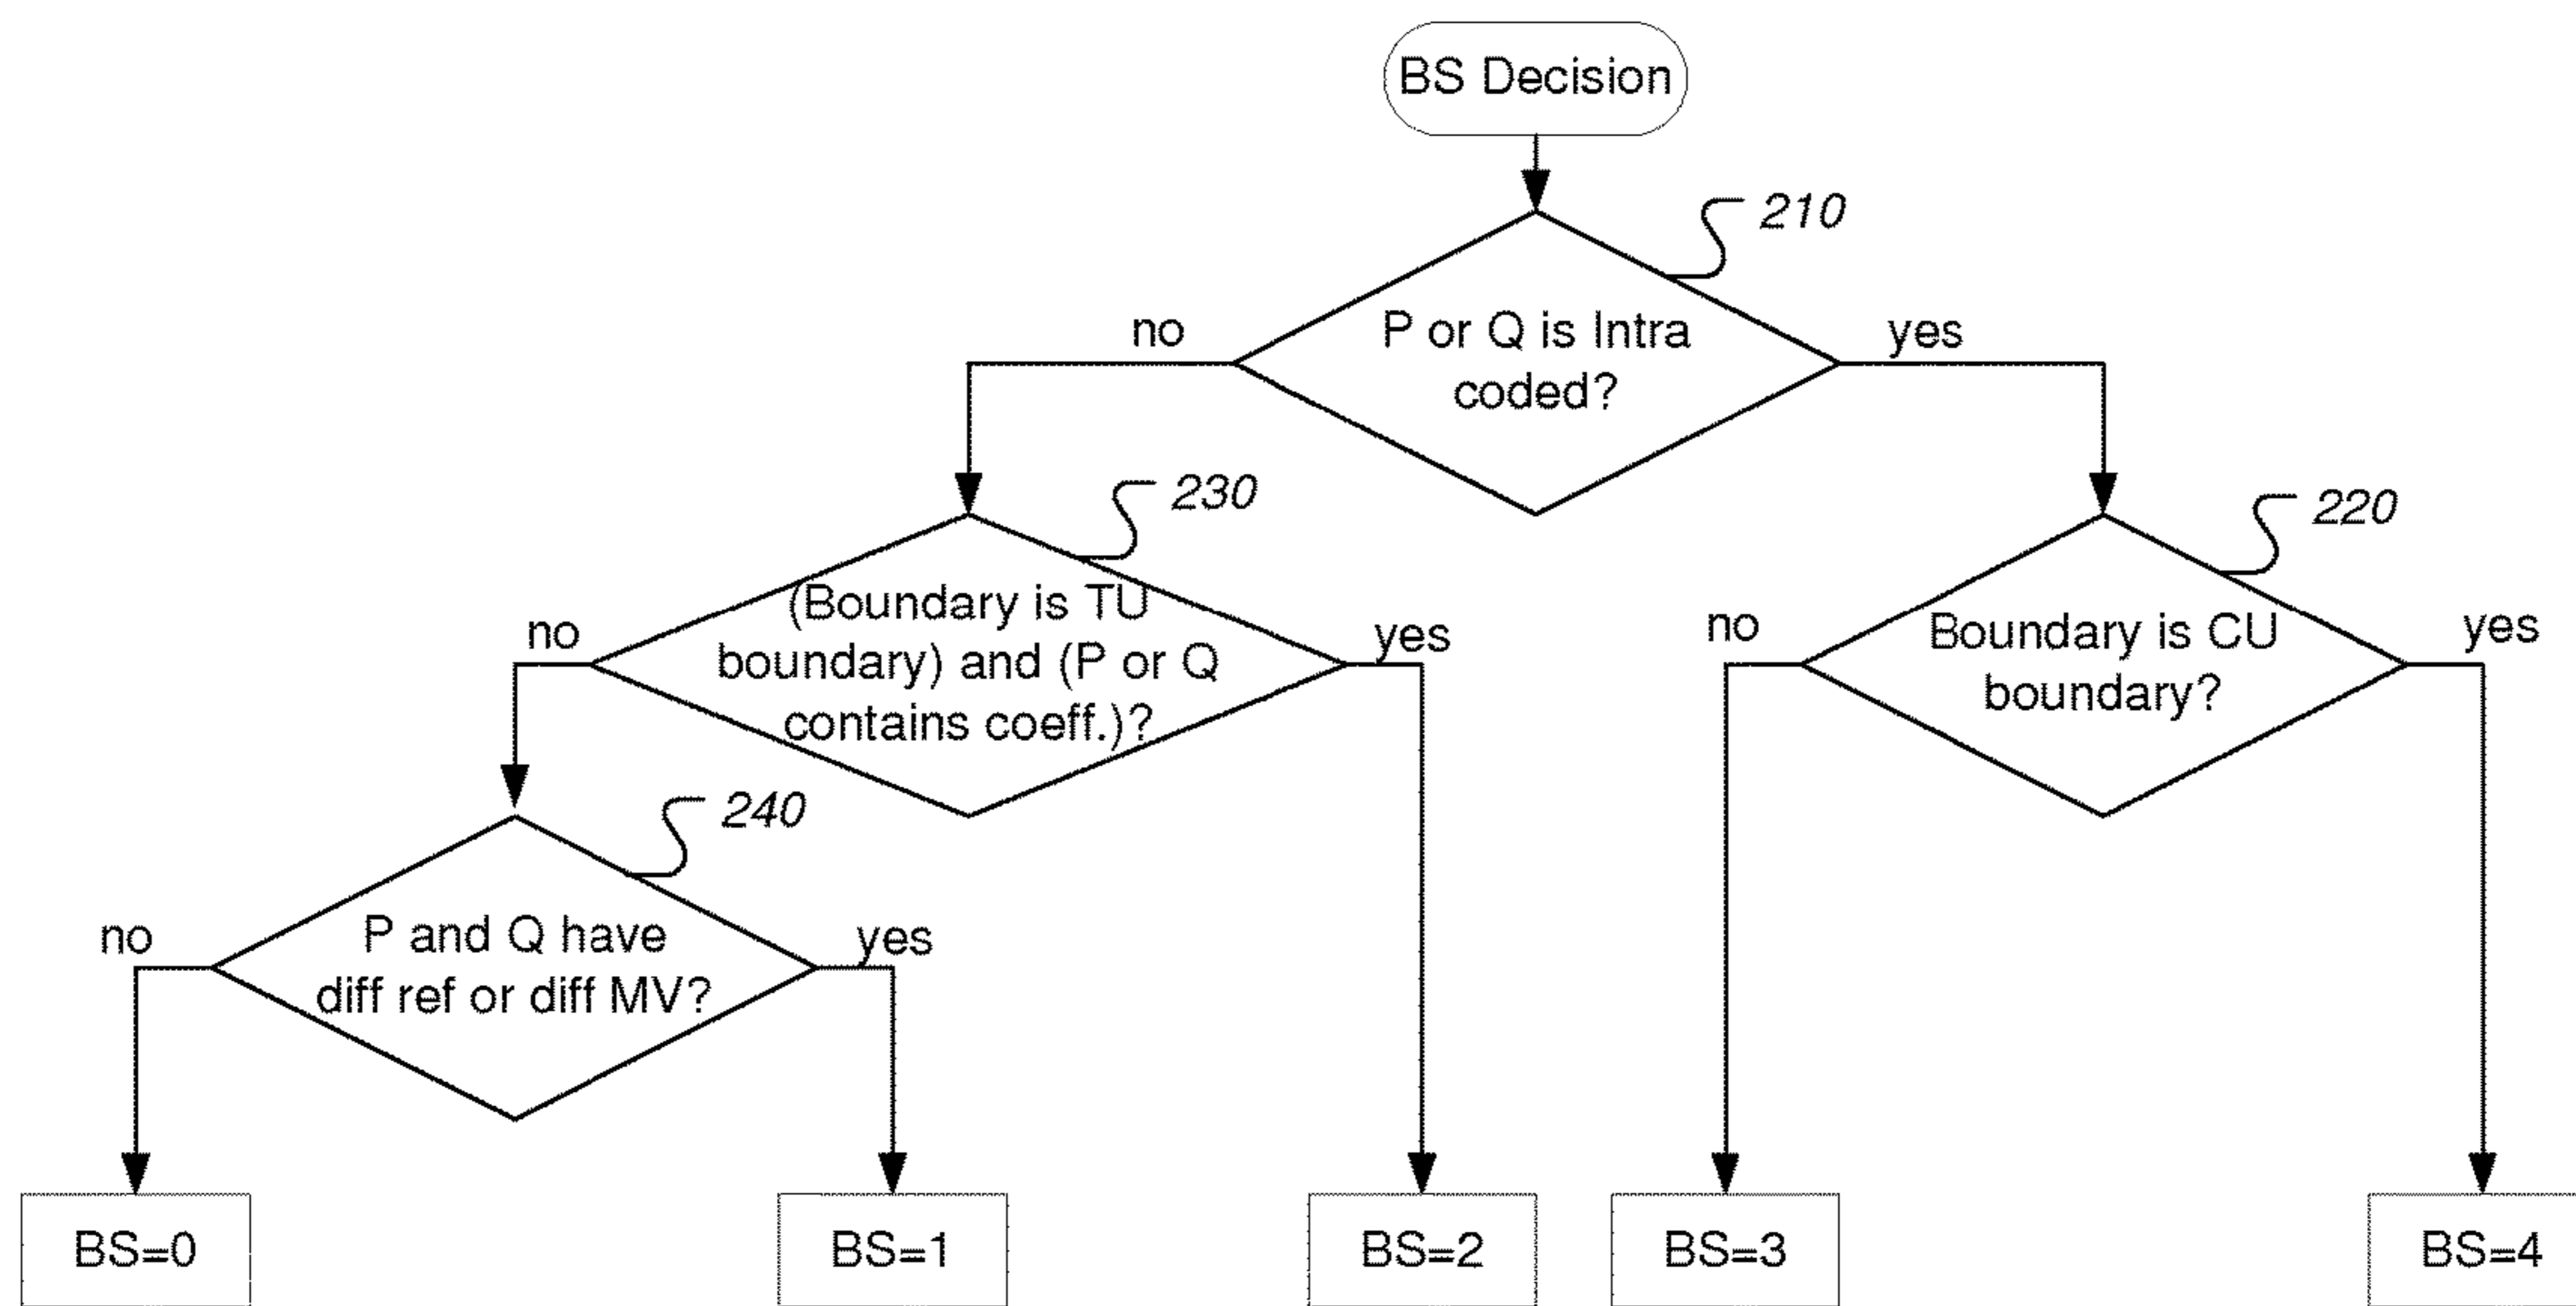 BS Decision
210
P or Q is Intra
coded?
no
yes
230
(Boundary is TU
boundary) and (P or Q
contains coeff.)?
no
yes
220
Boundary is CU
boundary?
no
yes
240
P and Q have
diff ref or diff MV?
no
yes
BS=0
BS=1
BS=2
BS=3
BS=4